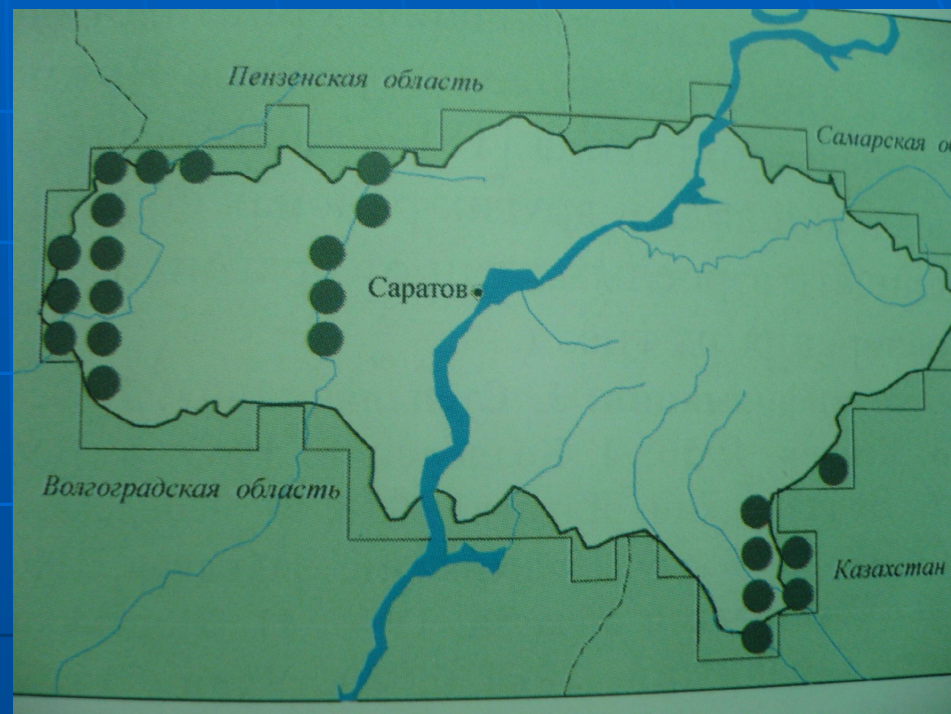 Пензенская область
Самарская
Саратов
Волгоградская область
Казахстан